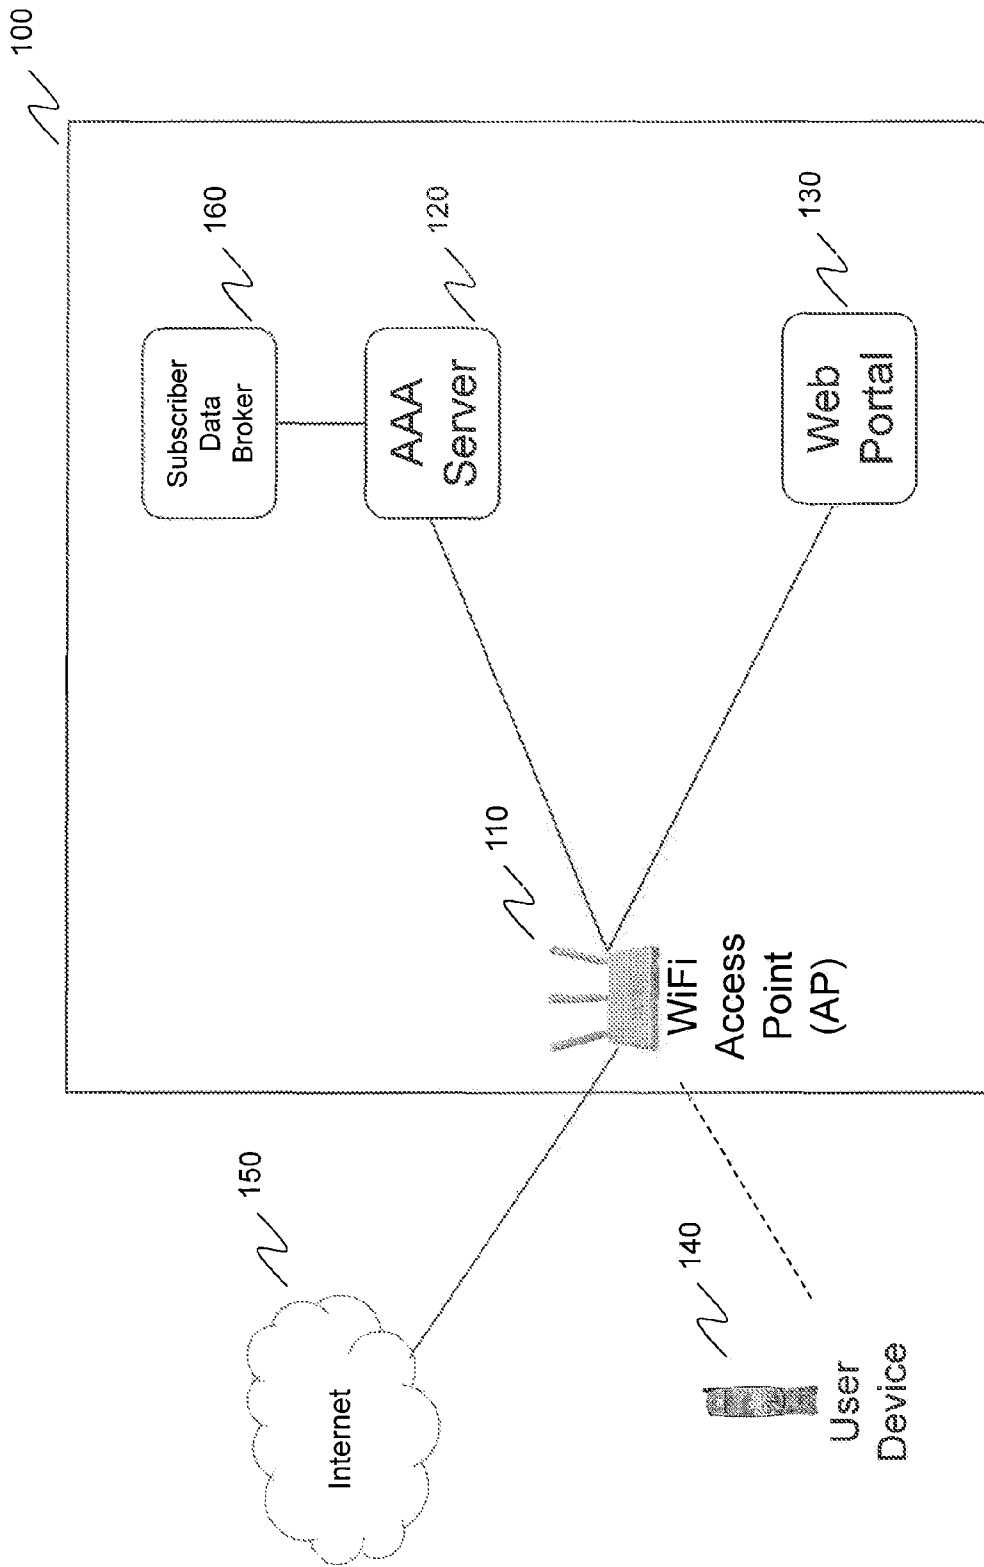 100
160
Subscriber
Data
Broker
120
AAA
Server
130
Web
Portal
110
WiFi
Access
Point
(AP)
150
Internet
140
User
Device